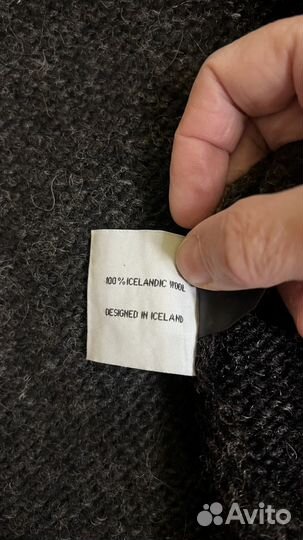 100% ICELANDIC WOOL
DESIGNED IN ICELAND
Avito